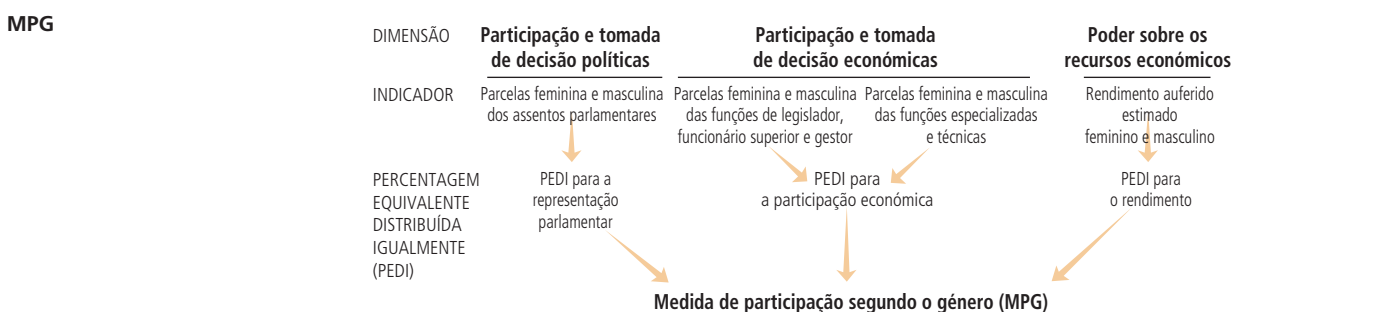 MPG
DIMENSÃO
Participação e tomada
de decisão políticas
Participação e tomada
de decisão económicas
Poder sobre os
recursos económicos
INDICADOR
Parcelas feminina e masculina
dos assentos parlamentares
Parcelas feminina e masculina
das funções de legislador,
funcionário superior e gestor
Parcelas feminina e masculina
das funções especializadas
e técnicas
Rendimento auferido
estimado
feminino e masculino
PERCENTAGEM
EQUIVALENTE
DISTRIBUÍDA
IGUALMENTE
(PEDI)
PEDI para a
representação
parlamentar
PEDI para
a participação económica
PEDI para
o rendimento
Medida de participação segundo o género (MPG)